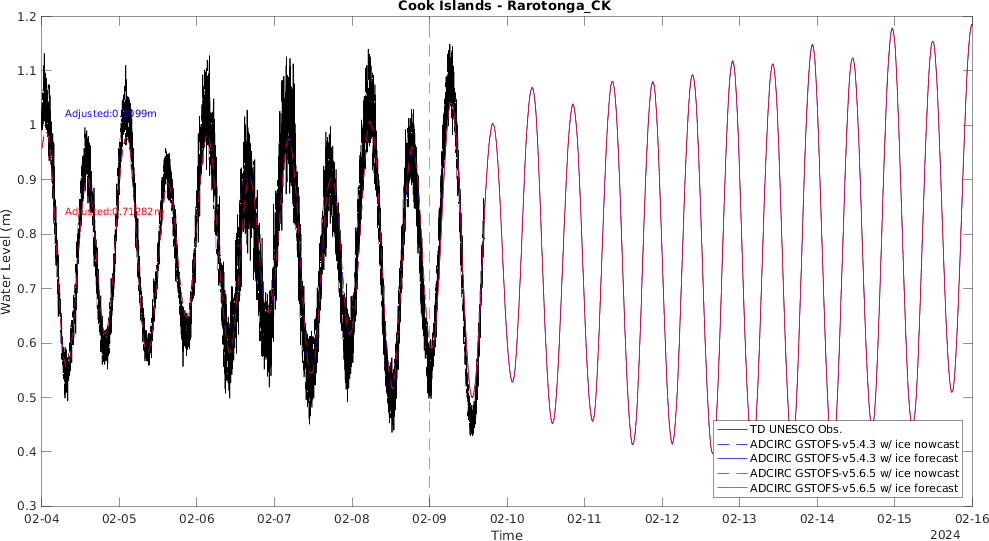 Cook Islands - Rarotonga_CK
1.2
1.1
1
0.9
0.8
0.7
0.6
0.5
0.4
0.3
Water Level (m)
Adjusted:0.71282m
TD UNESCO Obs.
ADCIRC GSTOFS-v5.4.3 w/ ice nowcast
ADCIRC GSTOFS-v5.4.3 w/ ice forecast
ADCIRC GSTOFS-v5.6.5 w/ ice nowcast
ADCIRC GSTOFS-v5.6.5 w/ ice forecast
02-04 02-05 02-06 02-07 02-08 02-09 02-10 02-11 02-12 02-13 02-14 02-15 02-16
Time
2024